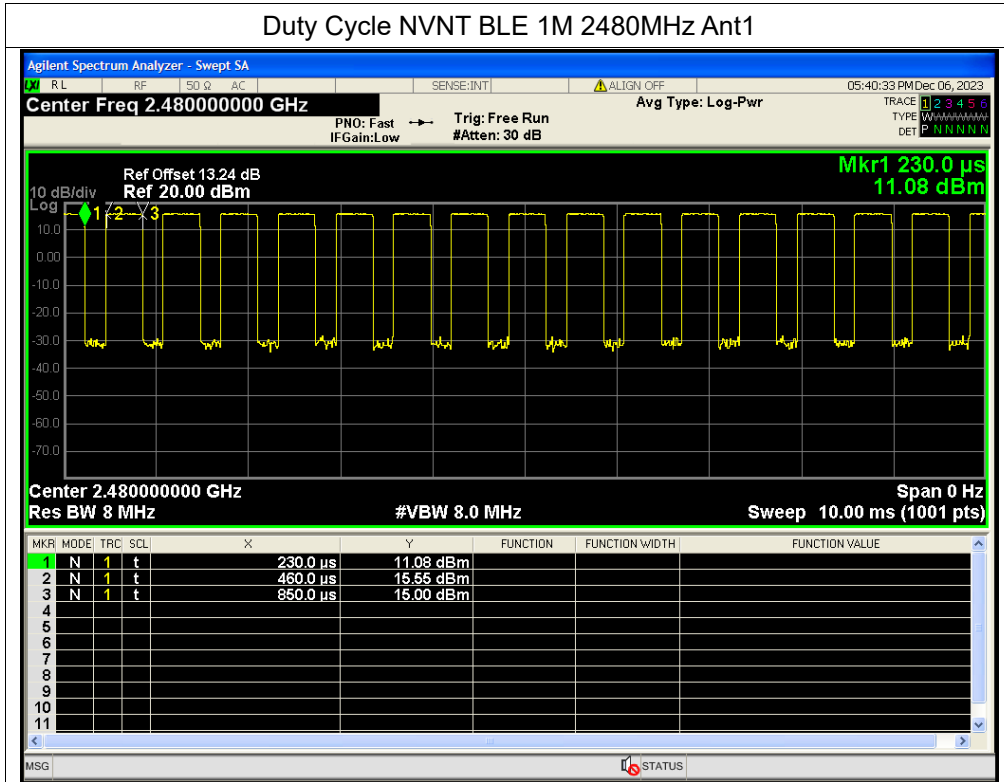 Duty Cycle NVNT BLE 1M 2480MHz Ant1
Agilent Spectrum Analyzer - Swept SA
LXI RL RF 50 Ω AC SENSE:INT ALIGN OFF 05:40:33 PM Dec 06, 2023
Center Freq 2.480000000 GHz Avg Type: Log-Pwr TRACE 1 2 3 4 5 6
PNO: Fast Trig: Free Run TYPE W
IFGain:Low #Atten: 30 dB DET P N N N N N
Mkr1 230.0 µs
Ref Offset 13.24 dB
10 dB/div Ref 20.00 dBm 11.08 dBm
Log
1 2 3
10.0
0.00
-10.0
-20.0
-30.0
-40.0
-50.0
-60.0
-70.0
Center 2.480000000 GHz Span 0 Hz
Res BW 8 MHz #VBW 8.0 MHz Sweep 10.00 ms (1001 pts)
MKR MODE TRC SCL X Y FUNCTION FUNCTION WIDTH FUNCTION VALUE
1 N 1 t 230.0 µs 11.08 dBm
2 N 1 t 460.0 µs 15.55 dBm
3 N 1 t 850.0 µs 15.00 dBm
4
5
6
7
8
9
10
11
MSG STATUS